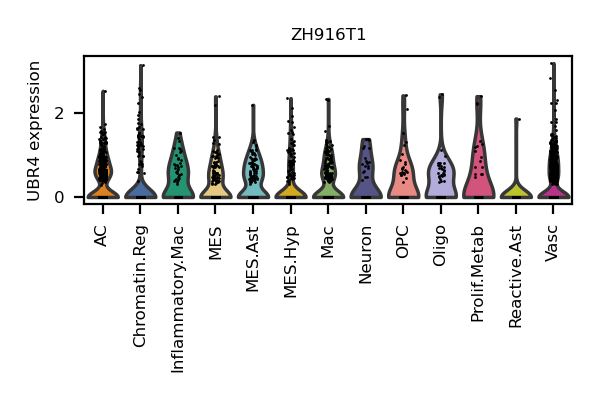 ZH916T1
UBR4 expression
2
0
AC
Chromatin.Reg
Inflammatory.Mac
MES
MES.Ast
MES.Hyp
Mac
Neuron
OPC
Oligo
Prolif.Metab
Reactive.Ast
Vasc